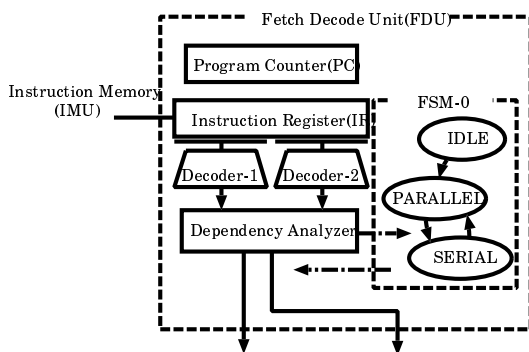 Fetch Decode Unit(FDU)
Program Counter(PC)
Instruction Memory
(IMU)
Instruction Register(IR
FSM-0
IDLE
Decoder-1
Decoder-2
PARALLEL
Dependency Analyzer
SERIAL